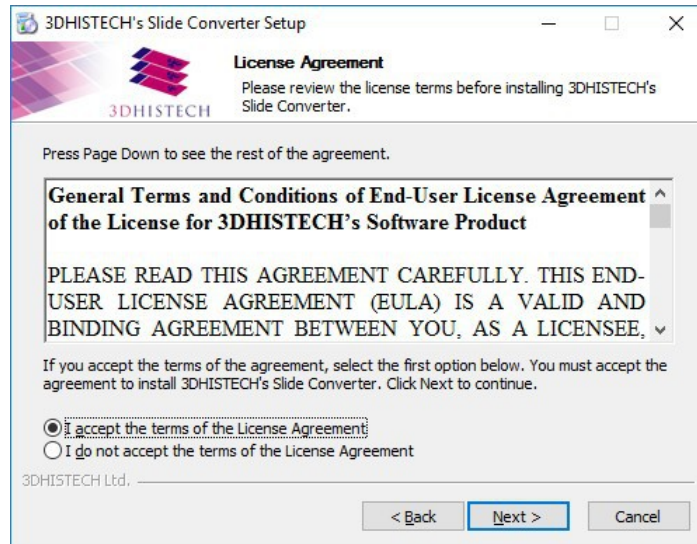 3DHISTECH's Slide Converter Setup
License Agreement
Please review the license terms before installing 3DHISTECH's
Slide Converter.
3DHISTECH
Press Page Down to see the rest of the agreement.
General Terms and Conditions of End-User License Agreement
of the License for 3DHISTECH’s Software Product
PLEASE READ THIS AGREEMENT CAREFULLY. THIS END-
USER LICENSE AGREEMENT (EULA) IS A VALID AND
BINDING AGREEMENT BETWEEN YOU, AS A LICENSEE,
If you accept the terms of the agreement, select the first option below. You must accept the
agreement to install 3DHISTECH's Slide Converter. Click Next to continue.
I accept the terms of the License Agreement
I do not accept the terms of the License Agreement
3DHISTECH Ltd.
< Back
Next >
Cancel